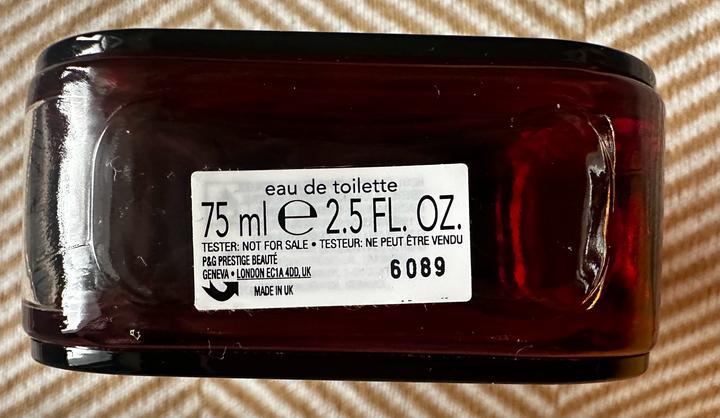 eau de toilette
75 ml ℮ 2.5 FL. OZ.
TESTER: NOT FOR SALE • TESTEUR: NE PEUT ÊTRE VENDU
P&G PRESTIGE BEAUTÉ
GENEVA • LONDON EC1A 4DD, UK
6089
MADE IN UK